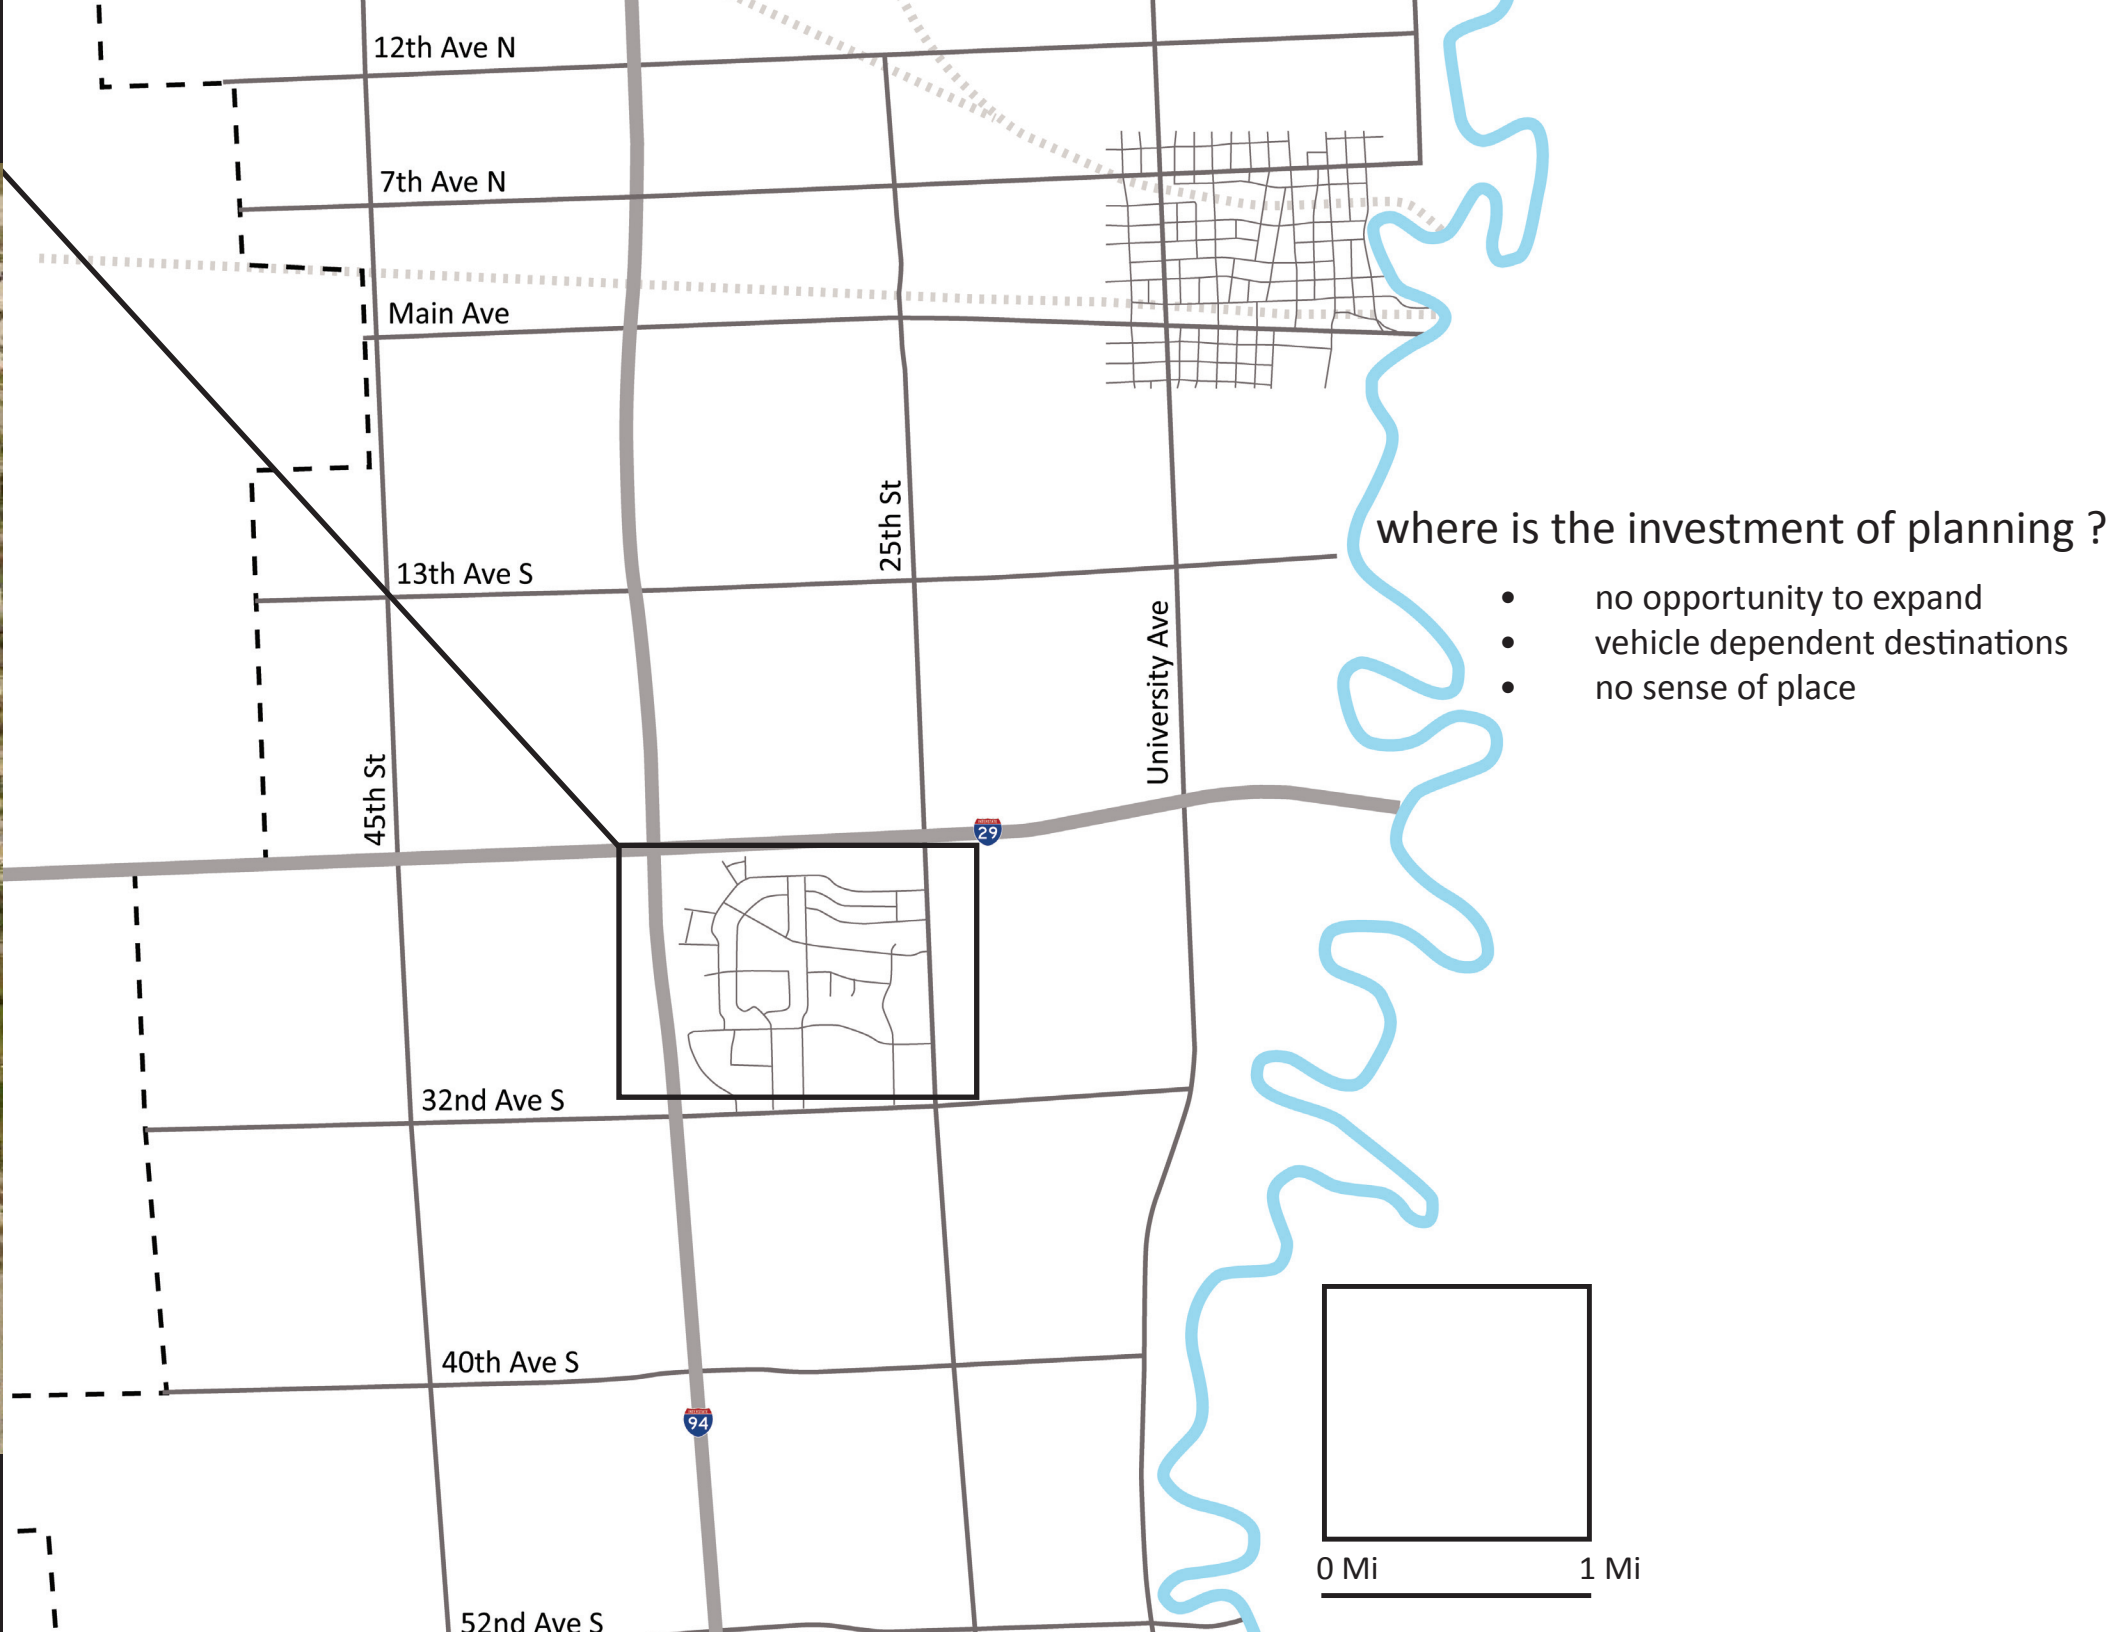 12th Ave N
7th Ave N
Main Ave
25th St
where is the investment of planning ?
13th Ave S
• no opportunity to expand
• vehicle dependent destinations
• no sense of place
University Ave
45th St
29
32nd Ave S
40th Ave S
94
0 Mi 1 Mi
52nd Ave S